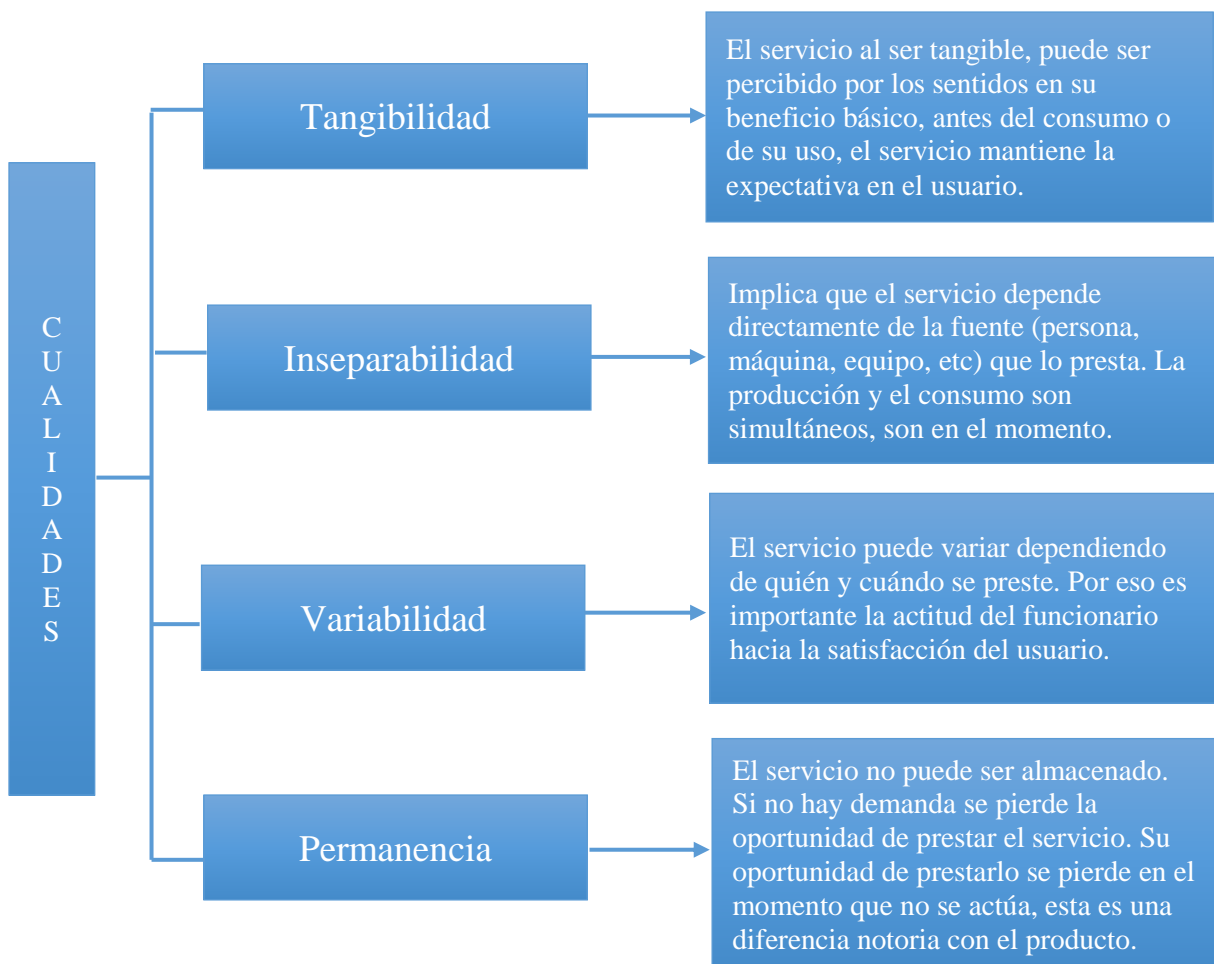 CUALIDADES
Tangibilidad
El servicio al ser tangible, puede ser
percibido por los sentidos en su
beneficio básico, antes del consumo o
de su uso, el servicio mantiene la
expectativa en el usuario.
Inseparabilidad
Implica que el servicio depende
directamente de la fuente (persona,
máquina, equipo, etc) que lo presta. La
producción y el consumo son
simultáneos, son en el momento.
Variabilidad
El servicio puede variar dependiendo
de quién y cuándo se preste. Por eso es
importante la actitud del funcionario
hacia la satisfacción del usuario.
Permanencia
El servicio no puede ser almacenado.
Si no hay demanda se pierde la
oportunidad de prestar el servicio. Su
oportunidad de prestarlo se pierde en el
momento que no se actúa, esta es una
diferencia notoria con el producto.